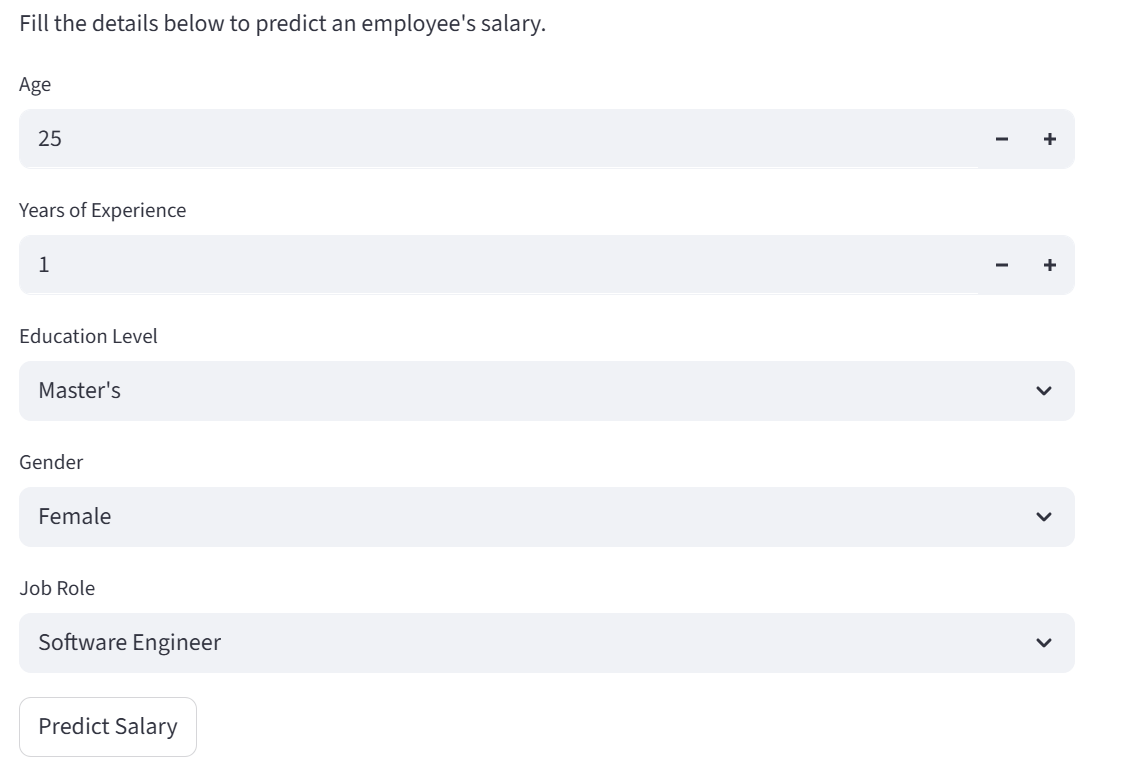 Fill the details below to predict an employee's salary.
Age
25
Years of Experience
1
Education Level
Master's
Gender
Female
Job Role
Software Engineer
Predict Salary